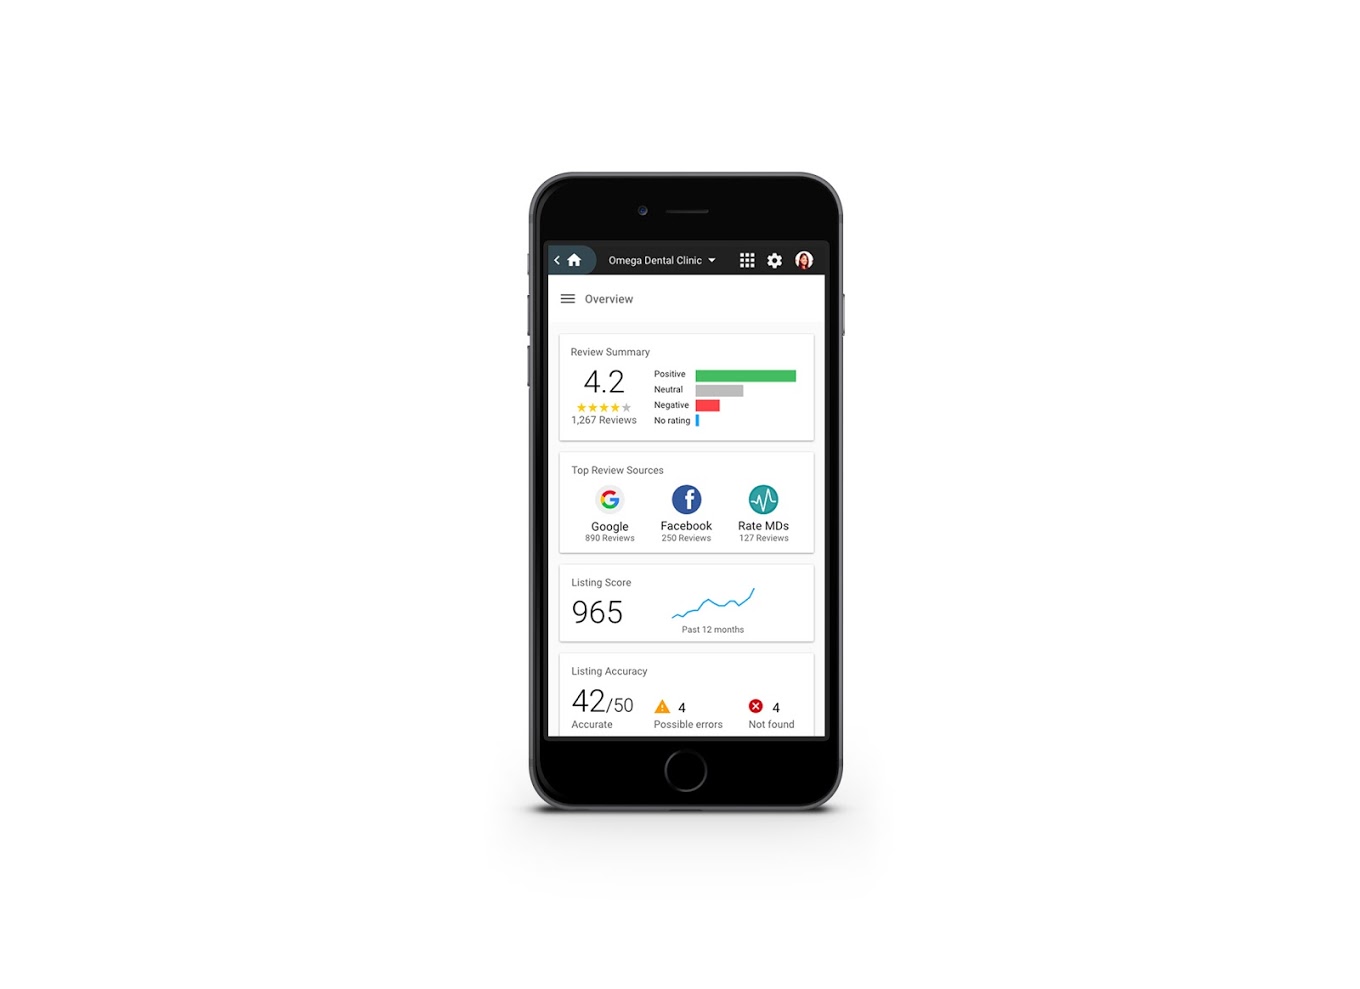 Omega Dental Clinic
Overview
Review Summary
4.2
1,267 Reviews
Positive
Neutral
Negative
No rating
Top Review Sources
Google
890 Reviews
Facebook
250 Reviews
Rate MDs
127 Reviews
Listing Score
965
Past 12 months
Listing Accuracy
42/50
Accurate
4
Possible errors
4
Not found